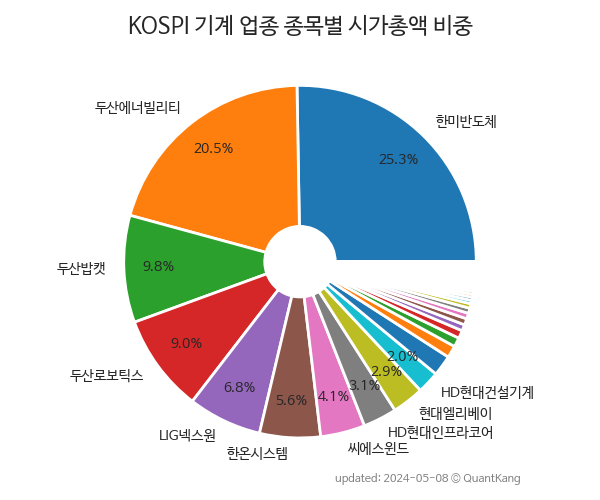 KOSPI 기계 업종 종목별 시가총액 비중
두산에너빌리티
한미반도체
20.5%
25.3%
두산밥캣
9.8%
9.0%
두산로보틱스
6.8%
5.6%
4.1%
3.1%
2.9%
2.0%
HD현대건설기계
현대엘리베이
HD현대인프라코어
씨에스윈드
LIG넥스원
한온시스템
updated: 2024-05-08 © QuantKang